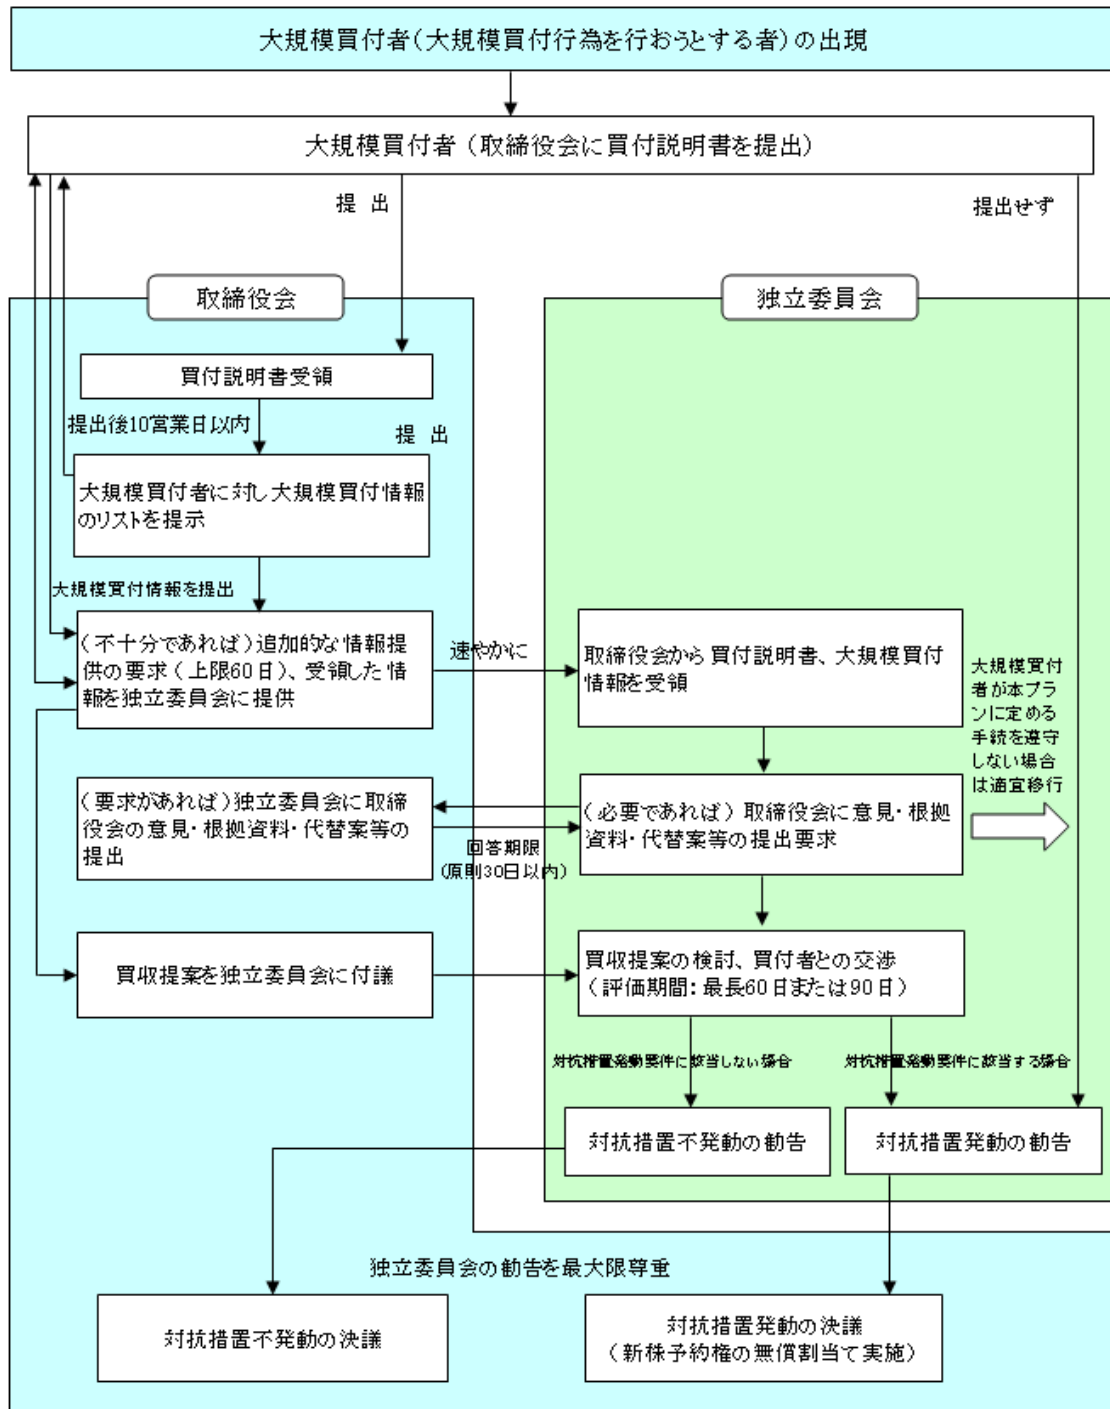 大規模買付者(大規模買付行為を行おうとする者)の出現
大規模買付者(取締役会に買付説明書を提出)
提 出
提出せず
取締役会
独立委員会
買付説明書受領
提出後10営業日以内
提 出
大規模買付者に対し大規模買付情報
のリストを提示
大規模買付情報を提出
(不十分であれば)追加的な情報提
供の要求(上限60日)、受領した情
報を独立委員会に提供
速やかに
取締役会から買付説明書、大規模買付
情報を受領
大規模買付
者が本プラ
ンに定める
手続を遵守
しない場合
は適宜移行
(要求があれば)独立委員会に取締
役会の意見・根拠資料・代替案等の
提出
回答期限
(原則30日以内)
(必要であれば)取締役会に意見・根拠
資料・代替案等の提出要求
買収提案を独立委員会に付議
買収提案の検討、買付者との交渉
(評価期間:最長60日または90日)
対抗措置発動要件に該当しない場合
対抗措置発動要件に該当する場合
対抗措置不発動の勧告
対抗措置発動の勧告
独立委員会の勧告を最大限尊重
対抗措置不発動の決議
対抗措置発動の決議
(新株予約権の無償割当て実施)